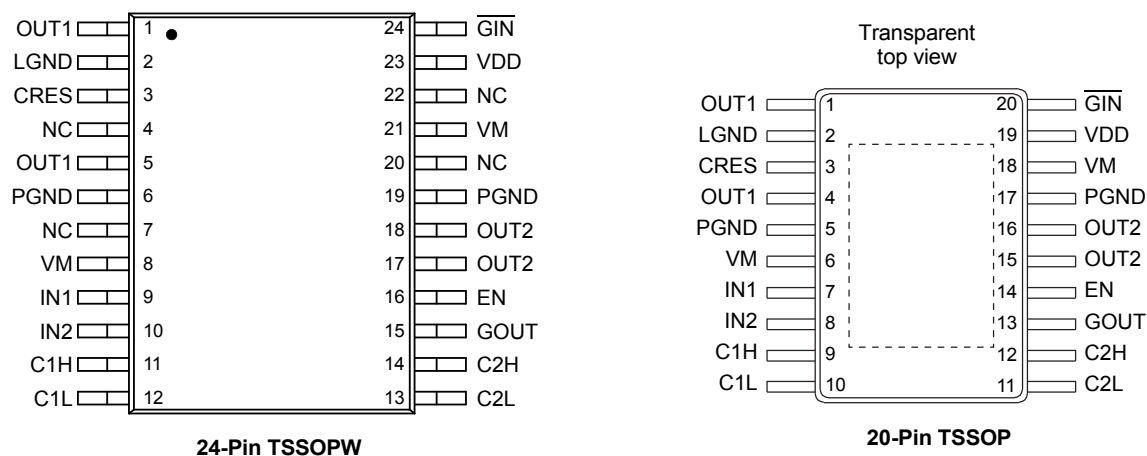 OUT1 1 24 GIN
LGND 2 23 VDD
CRES 3 22 NC
NC 4 21 VM
OUT1 5 20 NC
PGND 6 19 PGND
NC 7 18 OUT2
VM 8 17 OUT2
IN1 9 16 EN
IN2 10 15 GOUT
C1H 11 14 C2H
C1L 12 13 C2L
24-Pin TSSOPW
Transparent
top view
OUT1 1 20 GIN
LGND 2 19 VDD
CRES 3 18 VM
OUT1 4 17 PGND
PGND 5 16 OUT2
VM 6 15 OUT2
IN1 7 14 EN
IN2 8 13 GOUT
C1H 9 12 C2H
C1L 10 11 C2L
20-Pin TSSOP